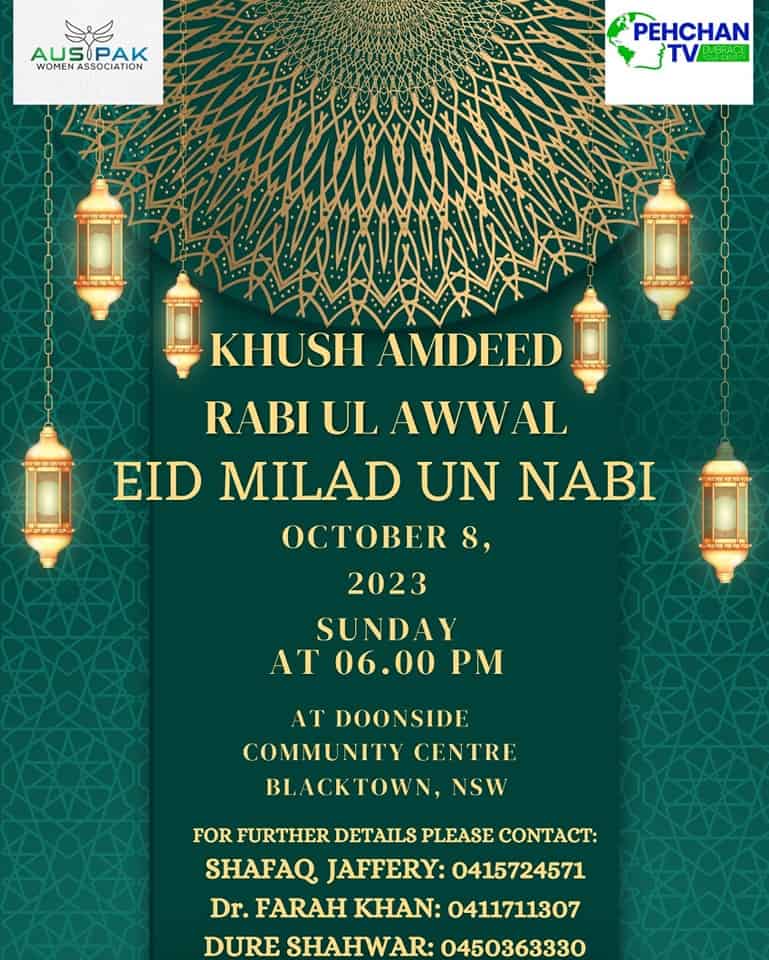 AUS PAK
WOMEN ASSOCIATION
PEHCHAN
TV EMBRACE
KHUSH AMDEED
RABI UL AWWAL
EID MILAD UN NABI
OCTOBER 8,
2023
SUNDAY
AT 06.00 PM
AT DOONSIDE
COMMUNITY CENTRE
BLACKTOWN, NSW
FOR FURTHER DETAILS PLEASE CONTACT:
SHAFAQ JAFFERY: 0415724571
Dr. FARAH KHAN: 0411711307
DURE SHAHWAR: 0450363330